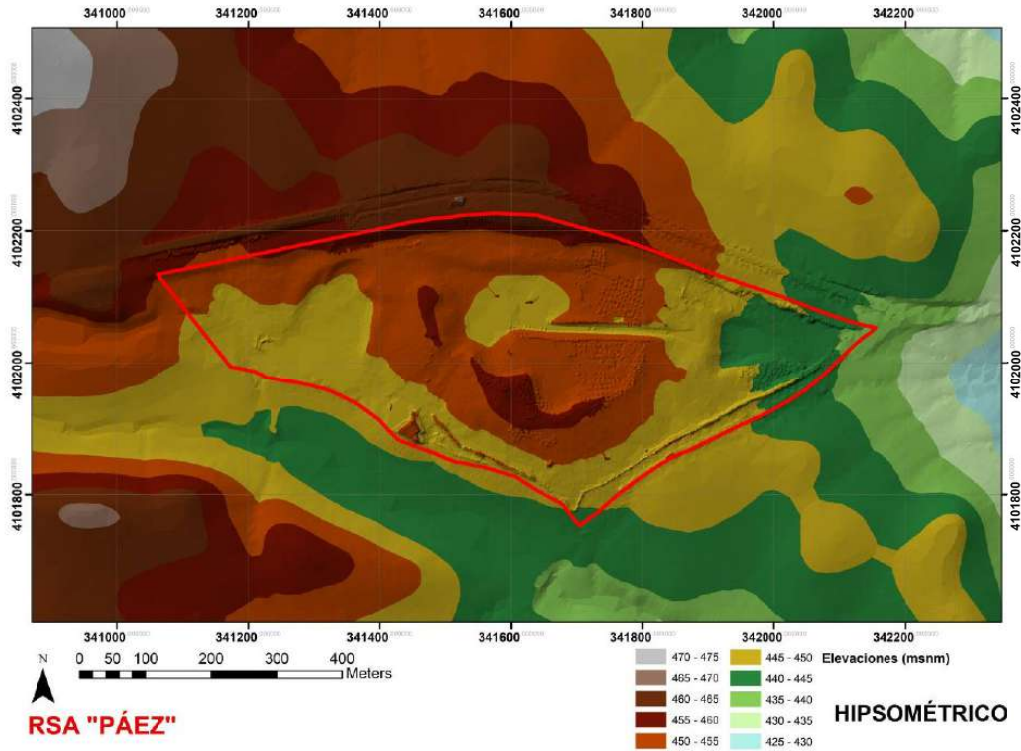 341000 341200 341400 341600 341800 342000 342200
4102400 4102400
4102200 4102200
4102000 4102000
4101800 4101800
341000 341200 341400 341600 341800 342000 342200
N
0 50 100 200 300 400
Meters
RSA "PÁEZ"
470 - 475 445 - 450 Elevaciones (msnm)
465 - 470 440 - 445
460 - 465 435 - 440
455 - 460 430 - 435
450 - 455 425 - 430
HIPSOMÉTRICO